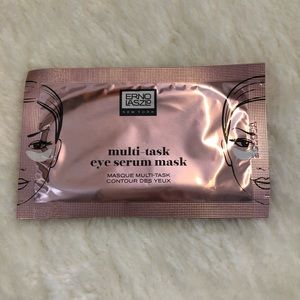 ERNO
LASZLO
NEW YORK
multi-task
eye serum mask
MASQUE MULTI-TASK
CONTOUR DES YEUX